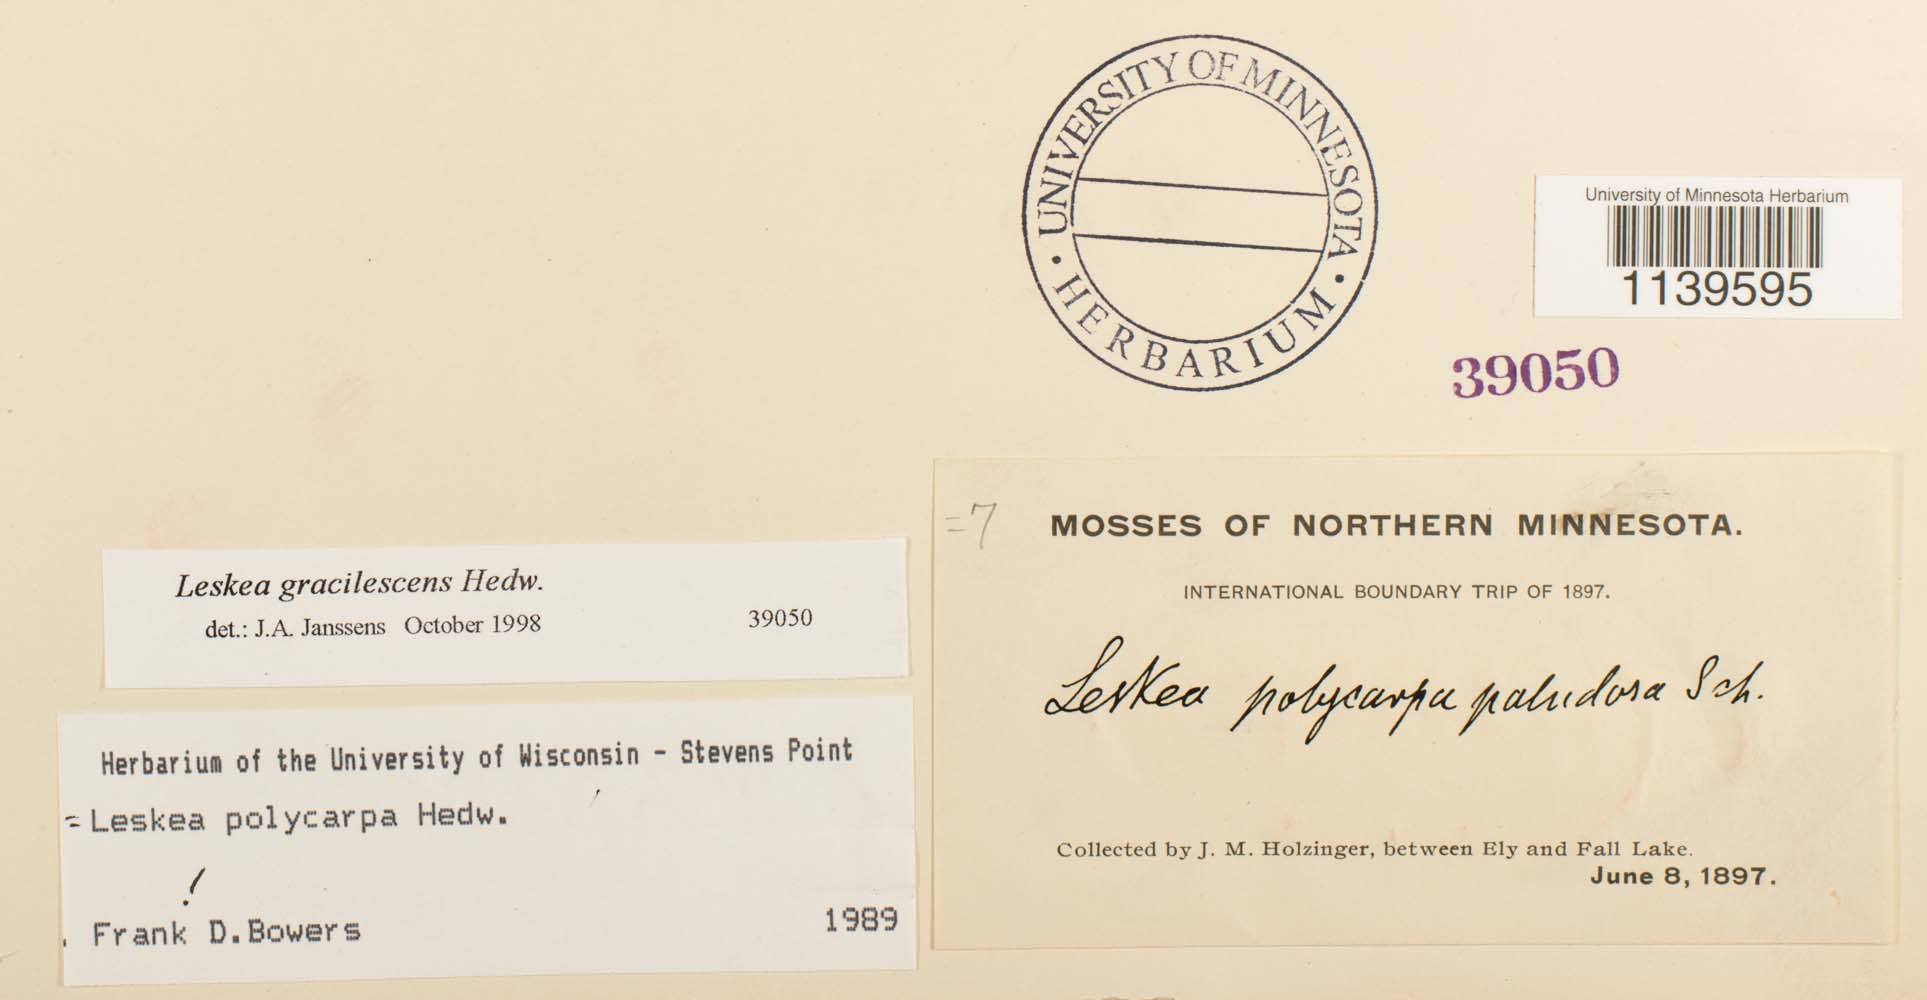 UNIVERSITY OF MINNESOTA
• HERBARIUM •
University of Minnesota Herbarium
1139595
39050
=7
MOSSES OF NORTHERN MINNESOTA.
INTERNATIONAL BOUNDARY TRIP OF 1897.
Leskea polycarpa paludosa Sch.
Collected by J. M. Holzinger, between Ely and Fall Lake.
June 8, 1897.
Leskea gracilescens Hedw.
det.: J.A. Janssens October 1998 39050
Herbarium of the University of Wisconsin - Stevens Point
= Leskea polycarpa Hedw.
!
Frank D.Bowers 1989